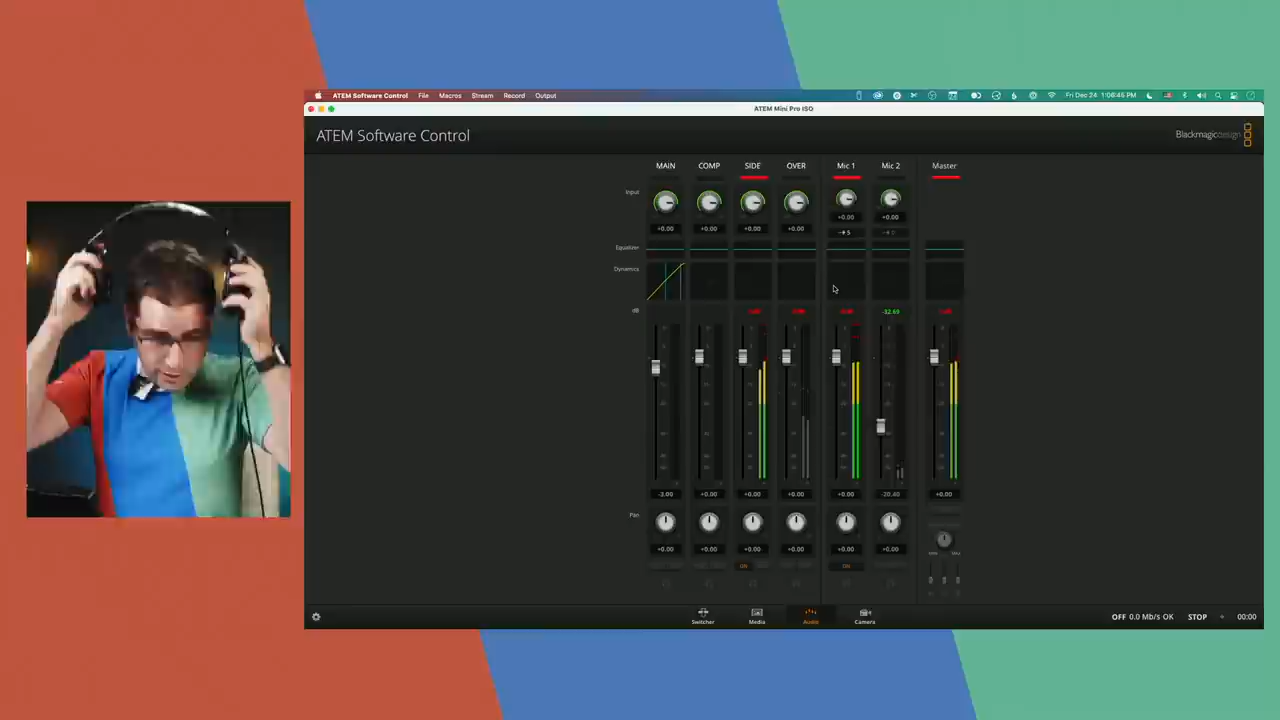 ATEM Software Control File Macros Stream Record Output Fri Dec 24 1:06:45 PM
ATEM Mini Pro ISO
ATEM Software Control Blackmagicdesign
MAIN COMP SIDE OVER Mic 1 Mic 2 Master
Input
+0.00 +0.00 +0.00 +0.00 +0.00 +0.00
Equalizer
Dynamics
dB -32.69
-3.00 +0.00 +0.00 +0.00 +0.00 -20.40 +0.00
Pan
+0.00 +0.00 +0.00 +0.00 +0.00 +0.00
ON ON
Switcher Media Audio Camera
OFF 0.0 Mb/s OK STOP 00:00